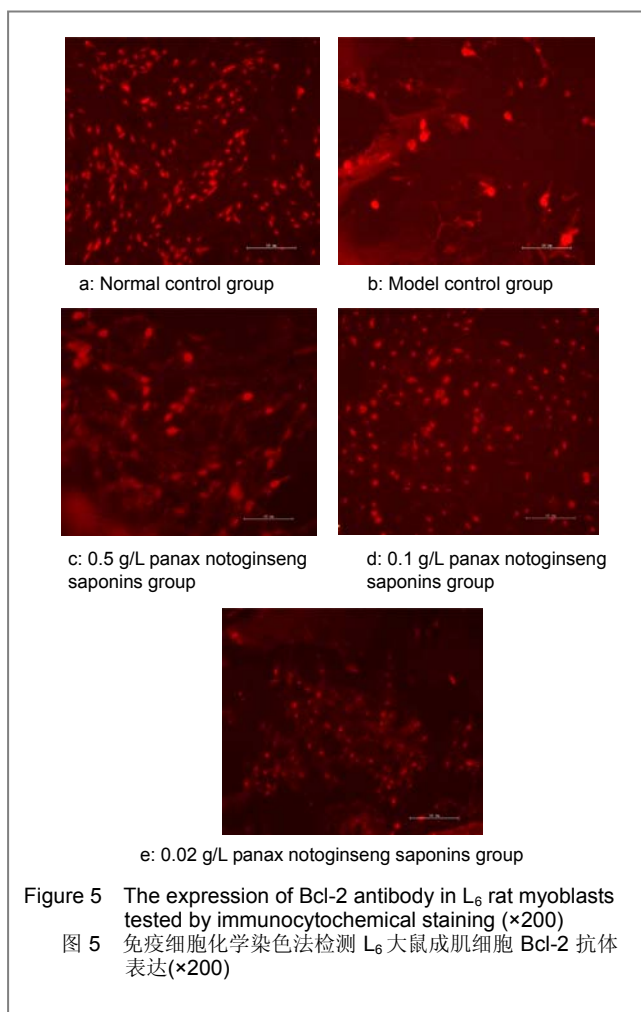 a: Normal control group
b: Model control group
c: 0.5 g/L panax notoginseng
saponins group
d: 0.1 g/L panax notoginseng
saponins group
e: 0.02 g/L panax notoginseng saponins group
Figure 5 The expression of Bcl-2 antibody in L6 rat myoblasts
tested by immunocytochemical staining (×200)
图 5 免疫细胞化学染色法检测 L6 大鼠成肌细胞 Bcl-2 抗体
表达(×200)